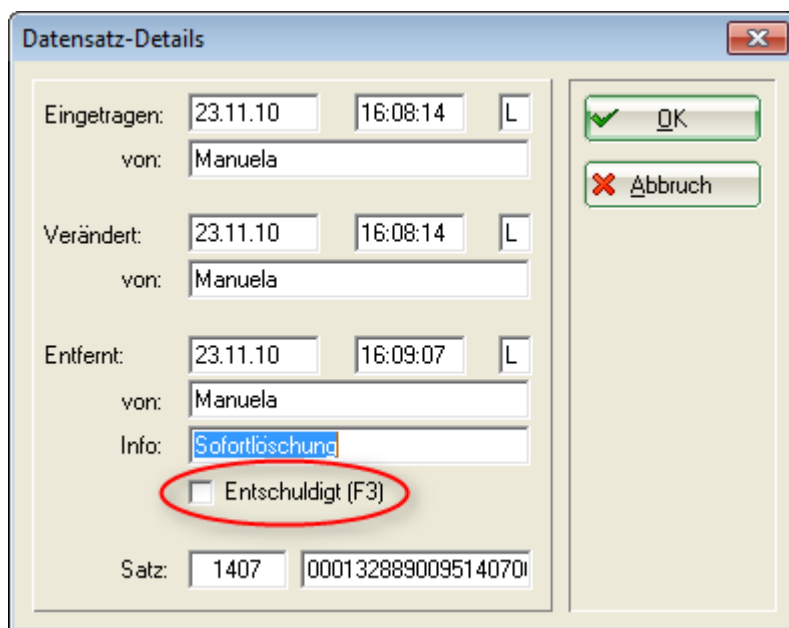 Datensatz-Details
Eingetragen: 23.11.10 16:08:14 L
von: Manuela
Verändert: 23.11.10 16:08:14 L
von: Manuela
Entfernt: 23.11.10 16:09:07 L
von: Manuela
Info: Sofortlöschung
Entschuldigt (F3)
Satz: 1407
OK
Abbruch